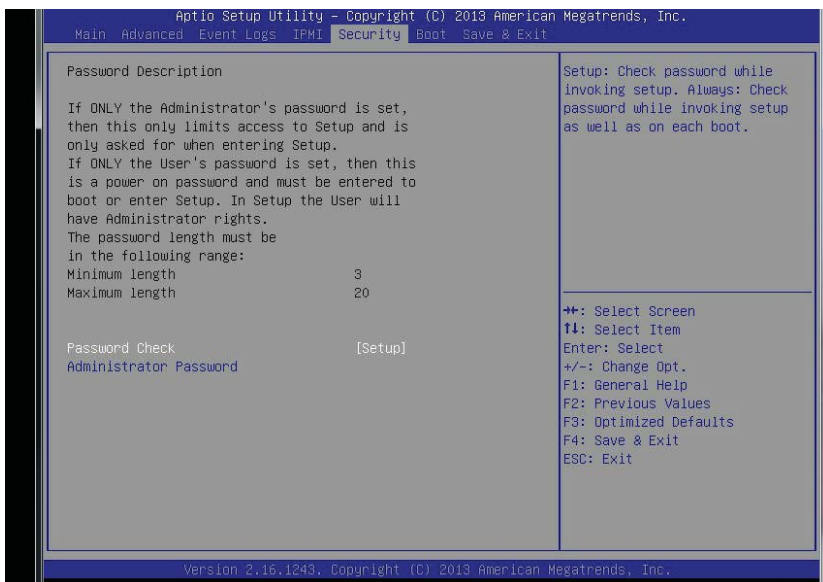 Aptio Setup Utility – Copyright (C) 2013 American Megatrends, Inc.
Main Advanced Event Logs IPMI Security Boot Save & Exit
Password Description
If ONLY the Administrator's password is set,
then this only limits access to Setup and is
only asked for when entering Setup.
If ONLY the User's password is set, then this
is a power on password and must be entered to
boot or enter Setup. In Setup the User will
have Administrator rights.
The password length must be
in the following range:
Minimum length 3
Maximum length 20
Password Check [Setup]
Administrator Password
Setup: Check password while
invoking setup. Always: Check
password while invoking setup
as well as on each boot.
→←: Select Screen
↑↓: Select Item
Enter: Select
+/-: Change Opt.
F1: General Help
F2: Previous Values
F3: Optimized Defaults
F4: Save & Exit
ESC: Exit
Version 2.16.1243. Copyright (C) 2013 American Megatrends, Inc.